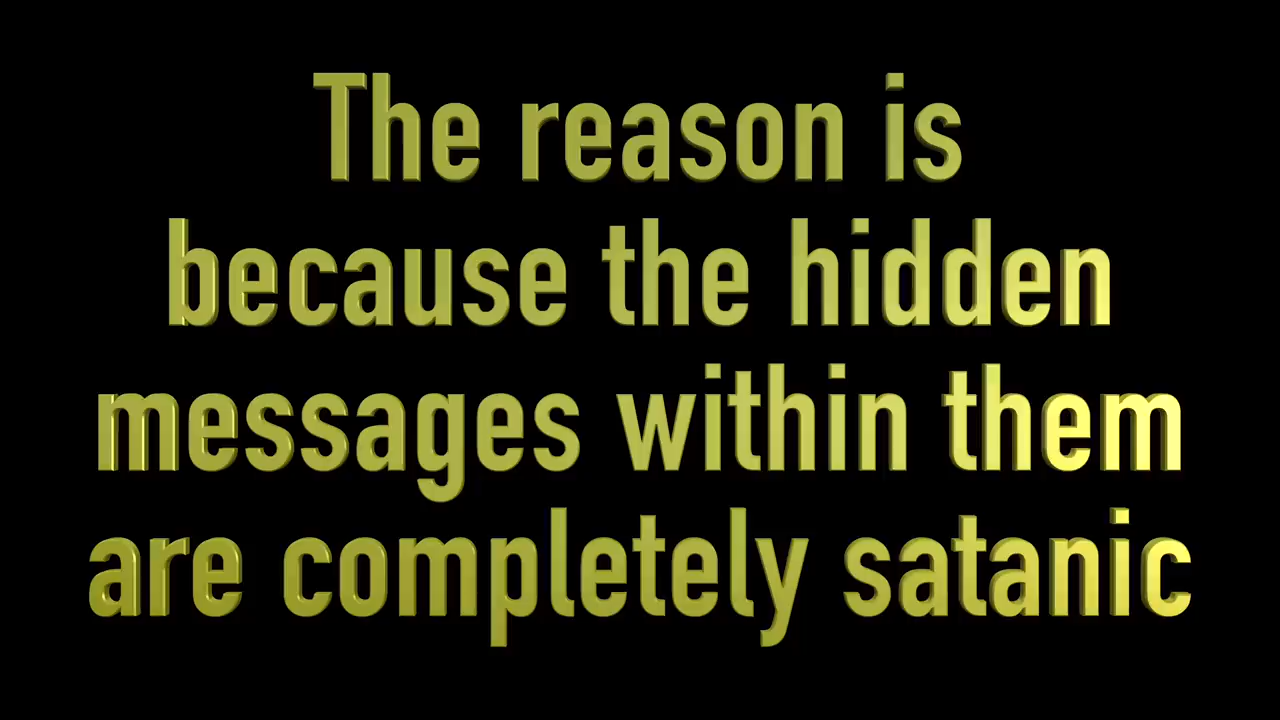 The reason is
because the hidden
messages within them
are completely satanic